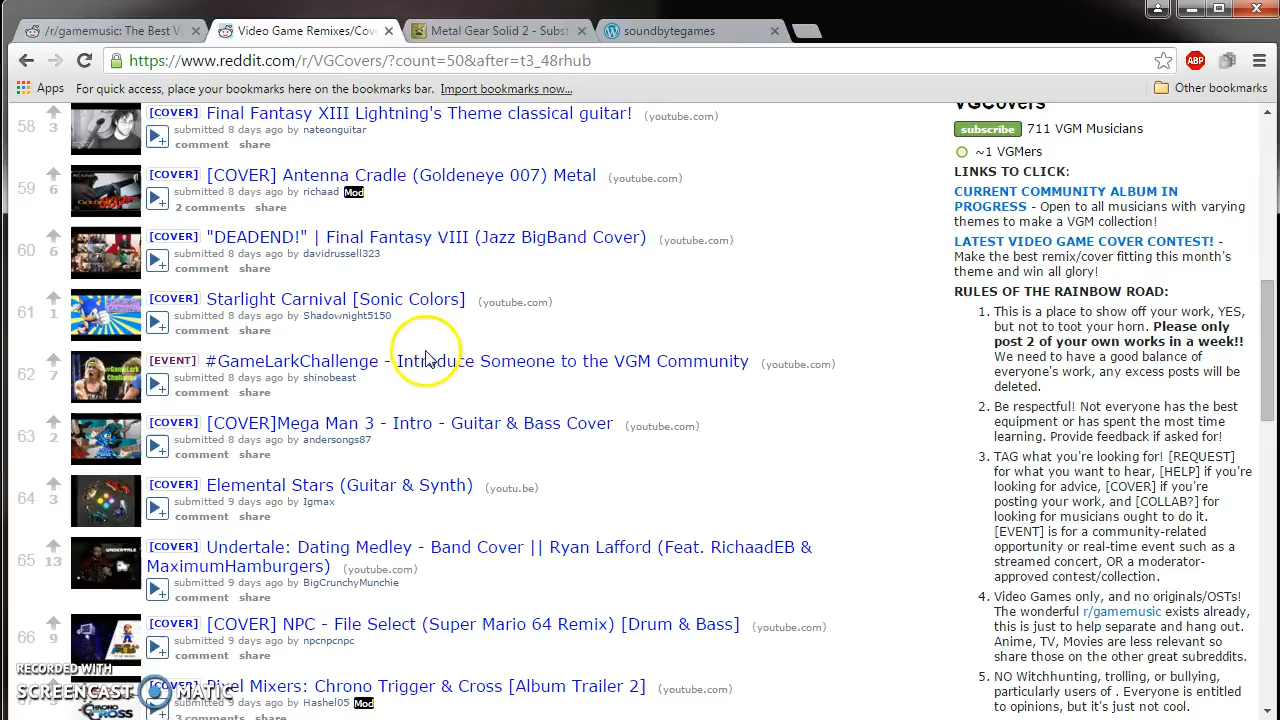 /r/gamemusic: The Best V
Video Game Remixes/Cov
Metal Gear Solid 2 - Subst
soundbytegames
https://www.reddit.com/r/VGCovers/?count=50&after=t3_48rhub
ABP
Apps
For quick access, place your bookmarks here on the bookmarks bar. Import bookmarks now...
Other bookmarks
58
3
[COVER] Final Fantasy XIII Lightning's Theme classical guitar! (youtube.com)
submitted 8 days ago by nateonguitar
comment share
59
6
[COVER] [COVER] Antenna Cradle (Goldeneye 007) Metal (youtube.com)
submitted 8 days ago by richaad Mod
2 comments share
60
6
[COVER] "DEADEND!" | Final Fantasy VIII (Jazz BigBand Cover) (youtube.com)
submitted 8 days ago by davidrussell323
comment share
61
1
[COVER] Starlight Carnival [Sonic Colors] (youtube.com)
submitted 8 days ago by Shadownight5150
comment share
62
7
[EVENT] #GameLarkChallenge - Introduce Someone to the VGM Community (youtube.com)
submitted 8 days ago by shinobeast
comment share
63
2
[COVER] [COVER]Mega Man 3 - Intro - Guitar & Bass Cover (youtube.com)
submitted 8 days ago by andersongs87
comment share
64
3
[COVER] Elemental Stars (Guitar & Synth) (youtu.be)
submitted 9 days ago by Igmax
comment share
65
13
[COVER] Undertale: Dating Medley - Band Cover || Ryan Lafford (Feat. RichaadEB &
MaximumHamburgers) (youtube.com)
submitted 9 days ago by BigCrunchyMunchie
comment share
66
9
[COVER] [COVER] NPC - File Select (Super Mario 64 Remix) [Drum & Bass] (youtube.com)
submitted 9 days ago by npcnpcnpc
comment share
Pixel Mixers: Chrono Trigger & Cross [Album Trailer 2] (youtube.com)
submitted 9 days ago by Hashel05 Mod
3 comments share
RECORDED WITH
SCREENCAST MATIC
VGCovers
subscribe 711 VGM Musicians
~1 VGMers
LINKS TO CLICK:
CURRENT COMMUNITY ALBUM IN
PROGRESS - Open to all musicians with varying
themes to make a VGM collection!
LATEST VIDEO GAME COVER CONTEST! -
Make the best remix/cover fitting this month's
theme and win all glory!
RULES OF THE RAINBOW ROAD:
1. This is a place to show off your work, YES,
but not to toot your horn. Please only
post 2 of your own works in a week!!
We need to have a good balance of
everyone's work, any excess posts will be
deleted.
2. Be respectful! Not everyone has the best
equipment or has spent the most time
learning. Provide feedback if asked for!
3. TAG what you're looking for! [REQUEST]
for what you want to hear, [HELP] if you're
looking for advice, [COVER] if you're
posting your work, and [COLLAB?] for
looking for musicians ought to do it.
[EVENT] is for a community-related
opportunity or real-time event such as a
streamed concert, OR a moderator-
approved contest/collection.
4. Video Games only, and no originals/OSTs!
The wonderful r/gamemusic exists already,
this is just to help separate and hang out.
Anime, TV, Movies are less relevant so
share those on the other great subreddits.
5. NO Witchhunting, trolling, or bullying,
particularly users of . Everyone is entitled
to opinions, but it's just not cool.